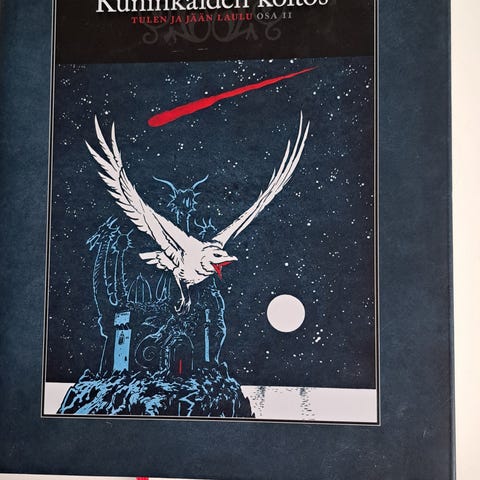 Kuninkaiden koitos
TULEN JA JÄÄN LAULU OSA II